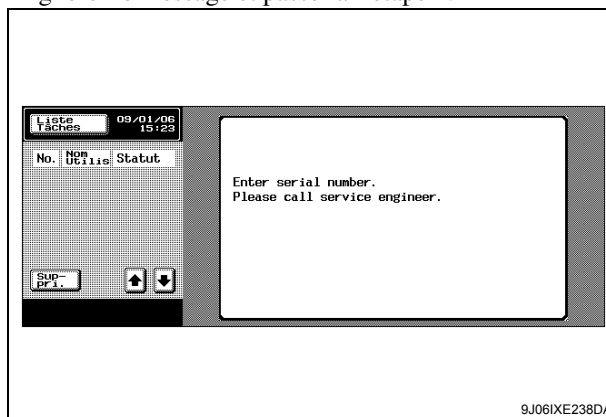 Liste
Tâches
09/01/06
15:23
No.
Nom
Utilis
Statut
Enter serial number.
Please call service engineer.
Sup-
pri.
9J06IXE238DA